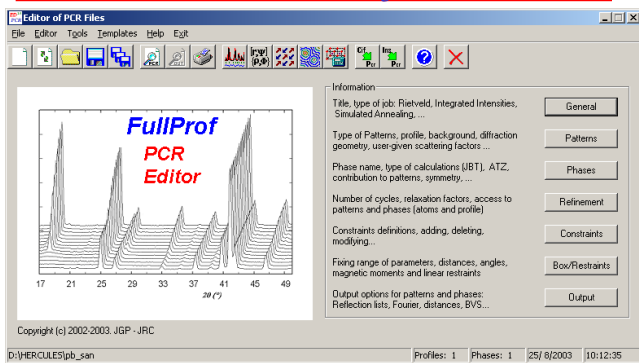 Editor of PCR Files
File Editor Tools Templates Help Exit
FullProf
PCR
Editor
17 21 25 29 33 37 41 45 49
2θ (°)
Copyright (c) 2002-2003. JGP - JRC
Information
Title, type of job: Rietveld, Integrated Intensities,
Simulated Annealing, ...
General
Type of Patterns, profile, background, diffraction
geometry, user-given scattering factors ...
Patterns
Phase name, type of calculations (JBT), ATZ,
contribution to patterns, symmetry, ...
Phases
Number of cycles, relaxation factors, access to
patterns and phases (atoms and profile)
Refinement
Constraints definitions, adding, deleting,
modifying...
Constraints
Fixing range of parameters, distances, angles,
magnetic moments and linear restraints
Box/Restraints
Output options for patterns and phases:
Reflection lists, Fourier, distances, BVS...
Output
D:\HERCULES\pb_san Profiles: 1 Phases: 1 25/ 8/2003 10:12:35